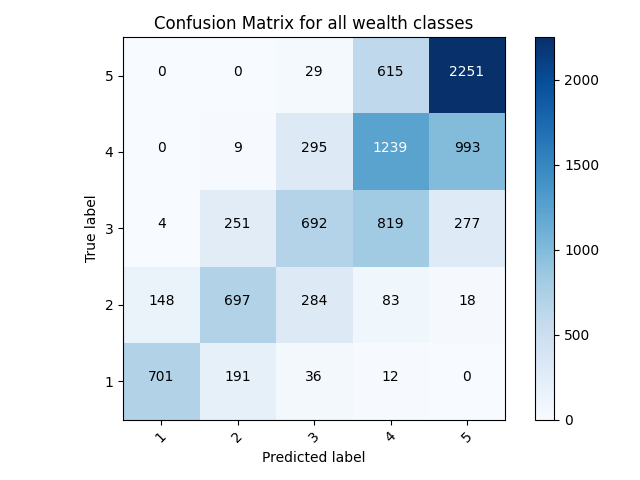 Confusion Matrix for all wealth classes
5 0 0 29 615 2251
4 0 9 295 1239 993
3 4 251 692 819 277
2 148 697 284 83 18
1 701 191 36 12 0
1 2 3 4 5
True label
Predicted label
2000
1500
1000
500
0